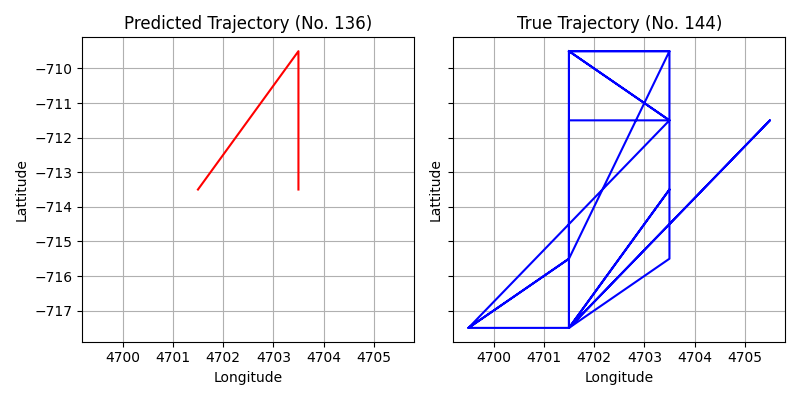 Predicted Trajectory (No. 136)
True Trajectory (No. 144)
−710
−711
−712
−713
−714
−715
−716
−717
Lattitude
Lattitude
4700 4701 4702 4703 4704 4705
4700 4701 4702 4703 4704 4705
Longitude
Longitude